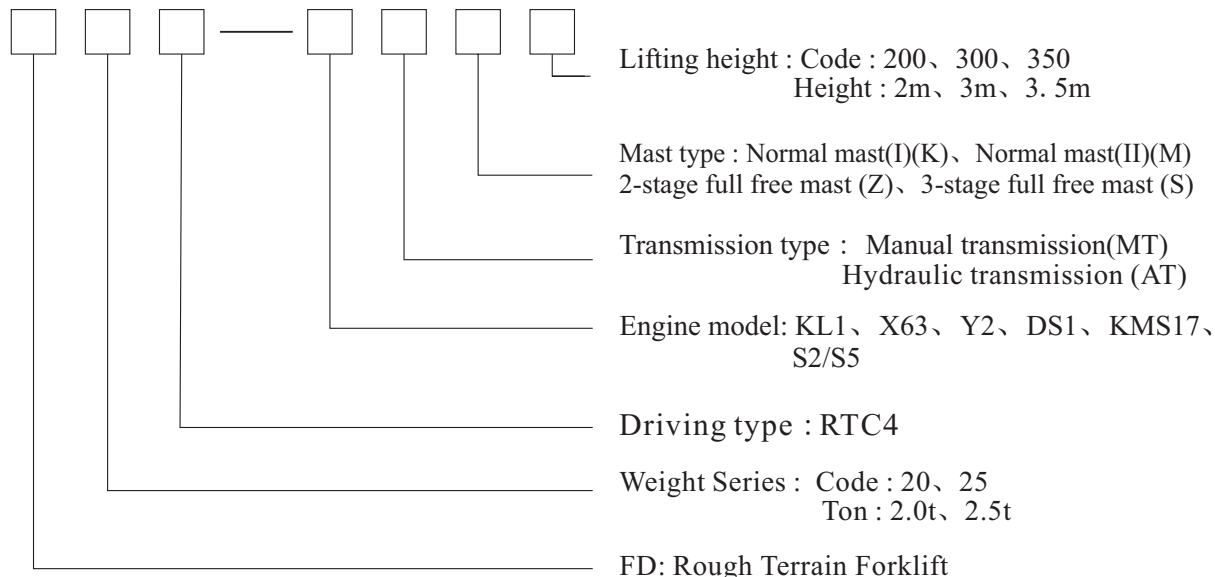 Lifting height : Code : 200、300、350
Height : 2m、3m、3. 5m
Mast type : Normal mast(I)(K)、Normal mast(II)(M)
2-stage full free mast (Z)、3-stage full free mast (S)
Transmission type : Manual transmission(MT)
Hydraulic transmission (AT)
Engine model: KL1、X63、Y2、DS1、KMS17、
S2/S5
Driving type : RTC4
Weight Series : Code : 20、25
Ton : 2.0t、2.5t
FD: Rough Terrain Forklift